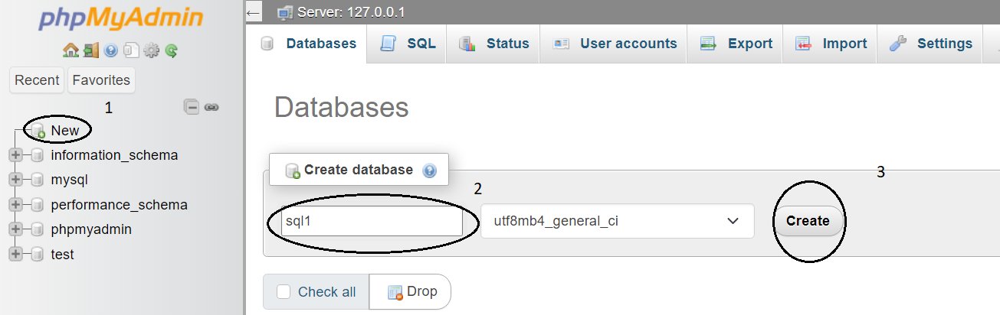 phpMyAdmin
Recent Favorites
1
New
information_schema
mysql
performance_schema
phpmyadmin
test
Server: 127.0.0.1
Databases SQL Status User accounts Export Import Settings
Databases
Create database
2
3
sql1 utf8mb4_general_ci Create
Check all Drop